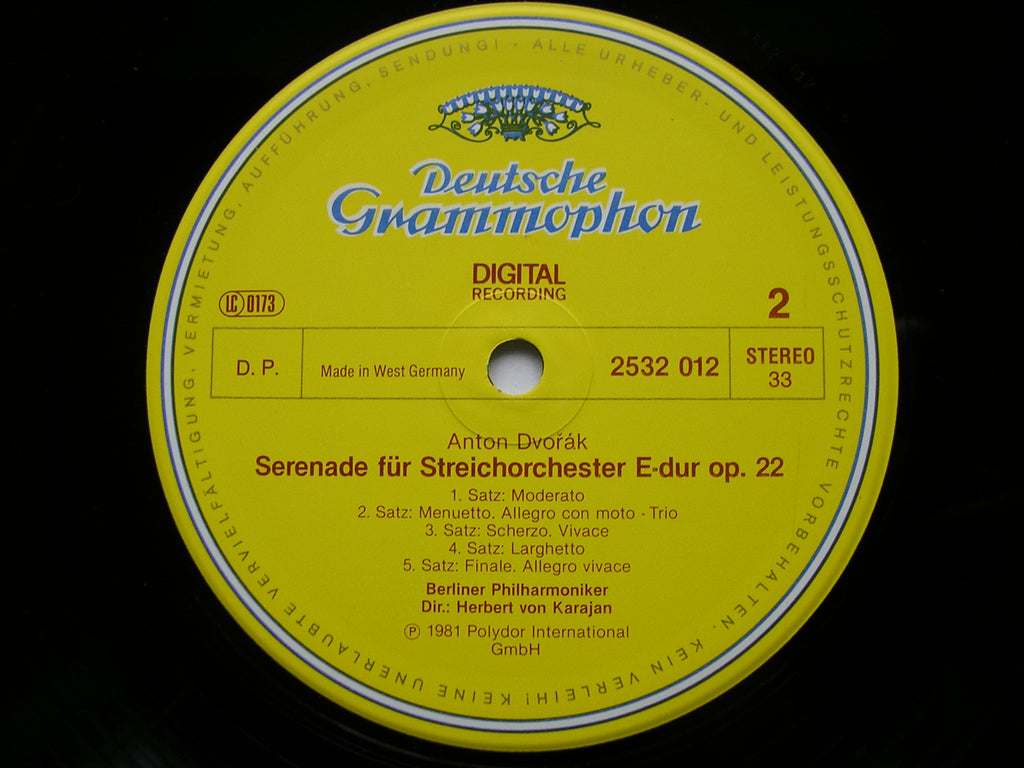 ALLE URHEBER- UND LEISTUNGSSCHUTZRECHTE VORBEHALTEN. KEIN VERLEIH! KEINE UNERLAUBTE VERVIELFÄLTIGUNG, VERMIETUNG, AUFFÜHRUNG, SENDUNG!
Deutsche
Grammophon
DIGITAL
RECORDING
LC 0173
2
D. P.
Made in West Germany
2532 012
STEREO
33
Anton Dvořák
Serenade für Streichorchester E-dur op. 22
1. Satz: Moderato
2. Satz: Menuetto. Allegro con moto - Trio
3. Satz: Scherzo. Vivace
4. Satz: Larghetto
5. Satz: Finale. Allegro vivace
Berliner Philharmoniker
Dir.: Herbert von Karajan
Ⓟ 1981 Polydor International
GmbH